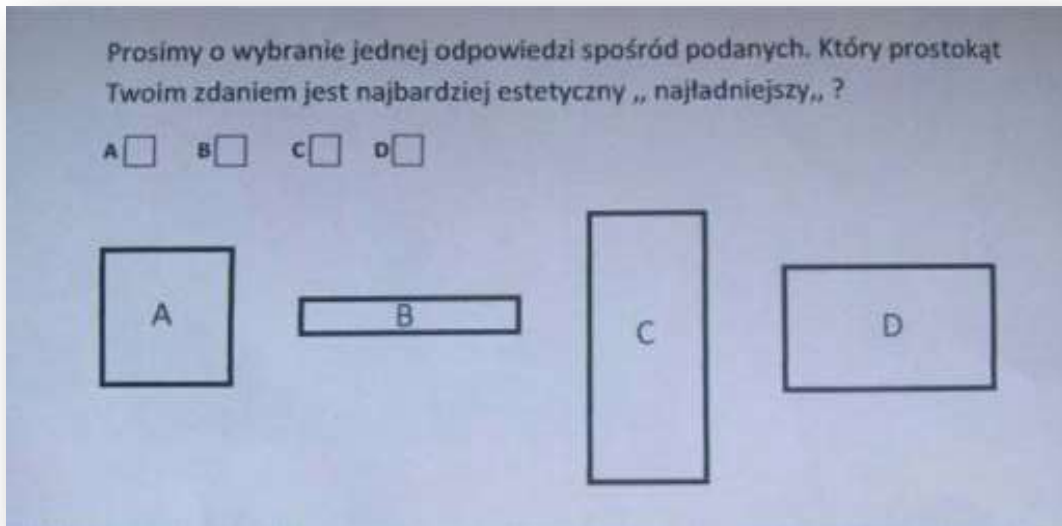 Prosimy o wybranie jednej odpowiedzi spośród podanych. Który prostokąt
Twoim zdaniem jest najbardziej estetyczny „ najładniejszy„ ?
A B C D
A B C D